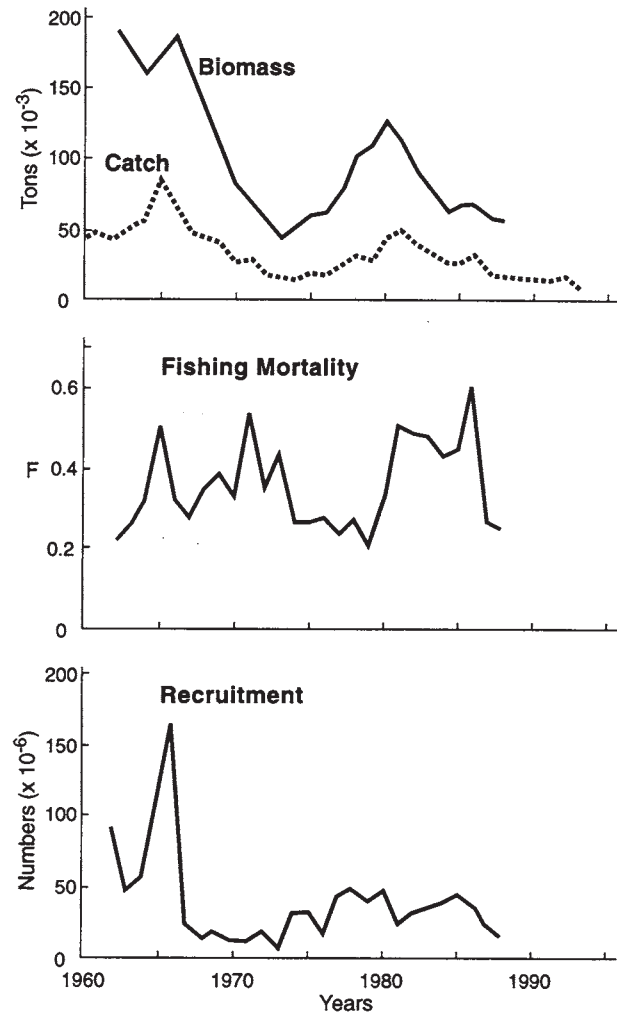 200
Biomass
150
Tons (x 10-3)
100
Catch
50
0
Fishing Mortality
0.6
F
0.4
0.2
0
200
Recruitment
150
Numbers (x 10-6)
100
50
0
1960 1970 1980 1990
Years